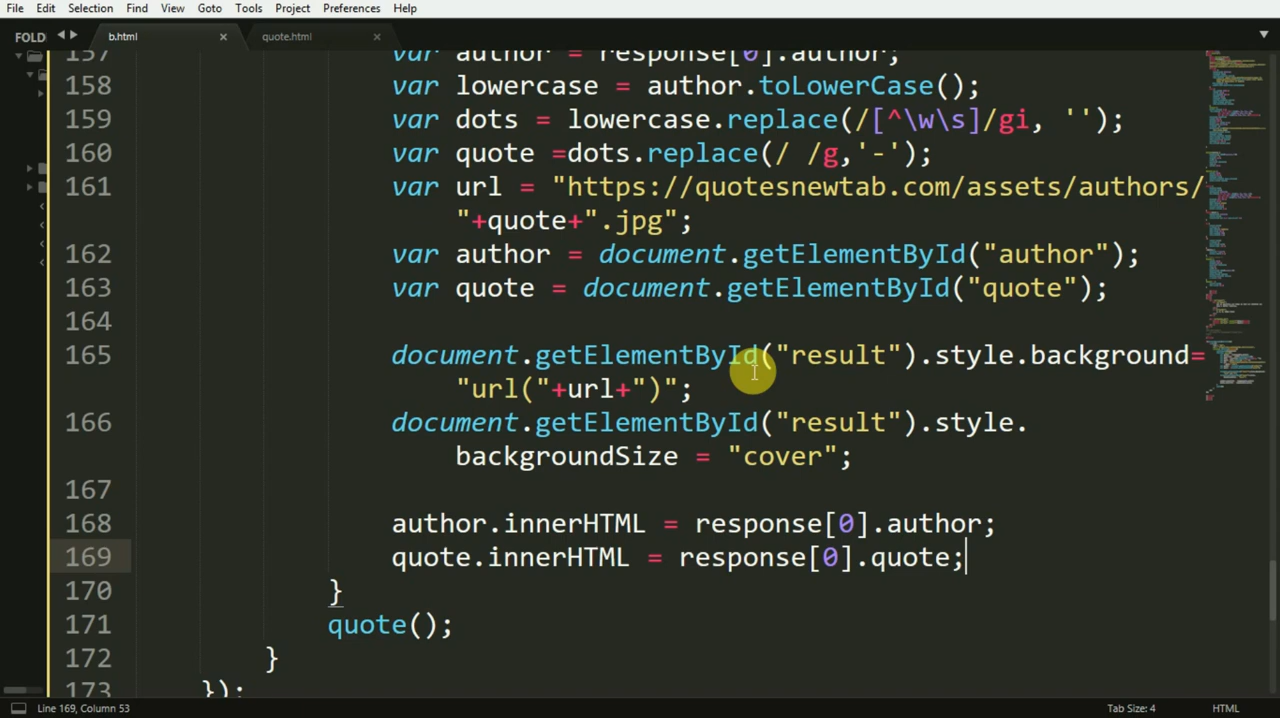 File Edit Selection Find View Goto Tools Project Preferences Help
FOLD
b.html
quote.html
157 var author = response[0].author;
158 var lowercase = author.toLowerCase();
159 var dots = lowercase.replace(/[^\w\s]/gi, '');
160 var quote =dots.replace(/ /g,'-');
161 var url = "https://quotesnewtab.com/assets/authors/
"+quote+".jpg";
162 var author = document.getElementById("author");
163 var quote = document.getElementById("quote");
164
165 document.getElementById("result").style.background=
"url("+url+")";
166 document.getElementById("result").style.
backgroundSize = "cover";
167
168 author.innerHTML = response[0].author;
169 quote.innerHTML = response[0].quote;
170 }
171 quote();
172 }
173 });
Line 169, Column 53
Tab Size: 4
HTML